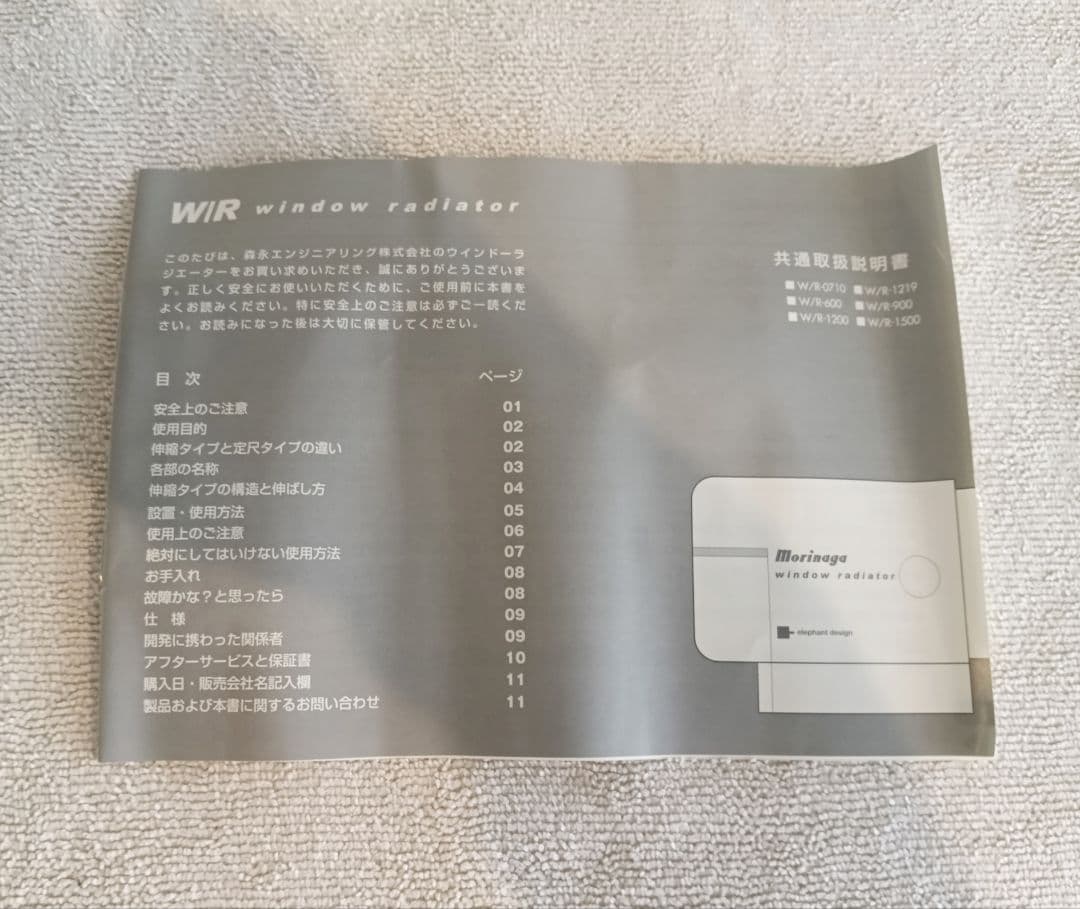 W/R window radiator
このたびは、森永エンジニアリング株式会社のウインドーラ
ジエーターをお買い求めいただき、誠にありがとうございま
す。正しく安全にお使いいただくために、ご使用前に本書を
よくお読みください。特に安全上のご注意は必ずご一読くだ
さい。お読みになった後は大切に保管してください。
目 次 ページ
安全上のご注意 01
使用目的 02
伸縮タイプと定尺タイプの違い 02
各部の名称 03
伸縮タイプの構造と伸ばし方 04
設置・使用方法 05
使用上のご注意 06
絶対にしてはいけない使用方法 07
お手入れ 08
故障かな?と思ったら 08
仕 様 09
開発に携わった関係者 09
アフターサービスと保証書 10
購入日・販売会社名記入欄 11
製品および本書に関するお問い合わせ 11
共通取扱説明書
■W/R-0710 ■W/R-1219
■W/R-600 ■W/R-900
■W/R-1200 ■W/R-1500
Morinaga
window radiator
elephant design